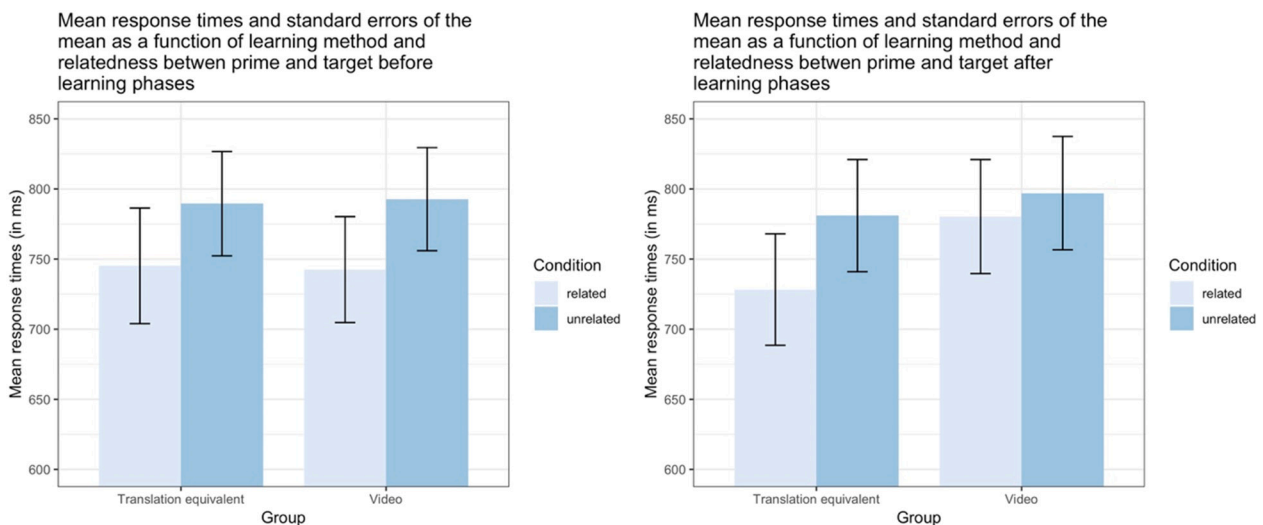 Mean response times and standard errors of the
mean as a function of learning method and
relatedness betwen prime and target before
learning phases
850
800
750
700
650
600
Mean response times (in ms)
Translation equivalent
Video
Group
Condition
related
unrelated
Mean response times and standard errors of the
mean as a function of learning method and
relatedness betwen prime and target after
learning phases
850
800
750
700
650
600
Mean response times (in ms)
Translation equivalent
Video
Group
Condition
related
unrelated